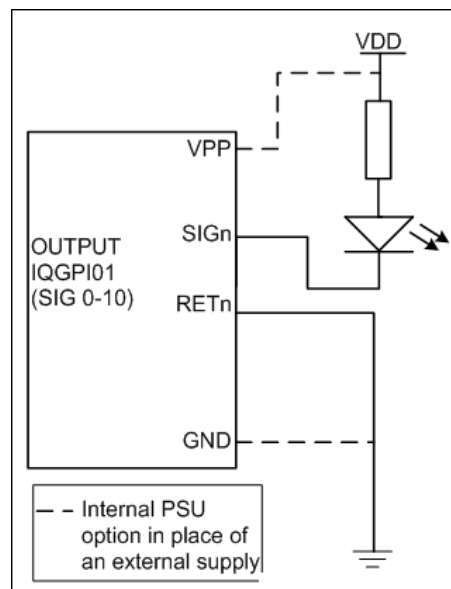 VDD
VPP
SIGn
OUTPUT
IQGPI01
(SIG 0-10)
RETn
GND
Internal PSU
option in place of
an external supply